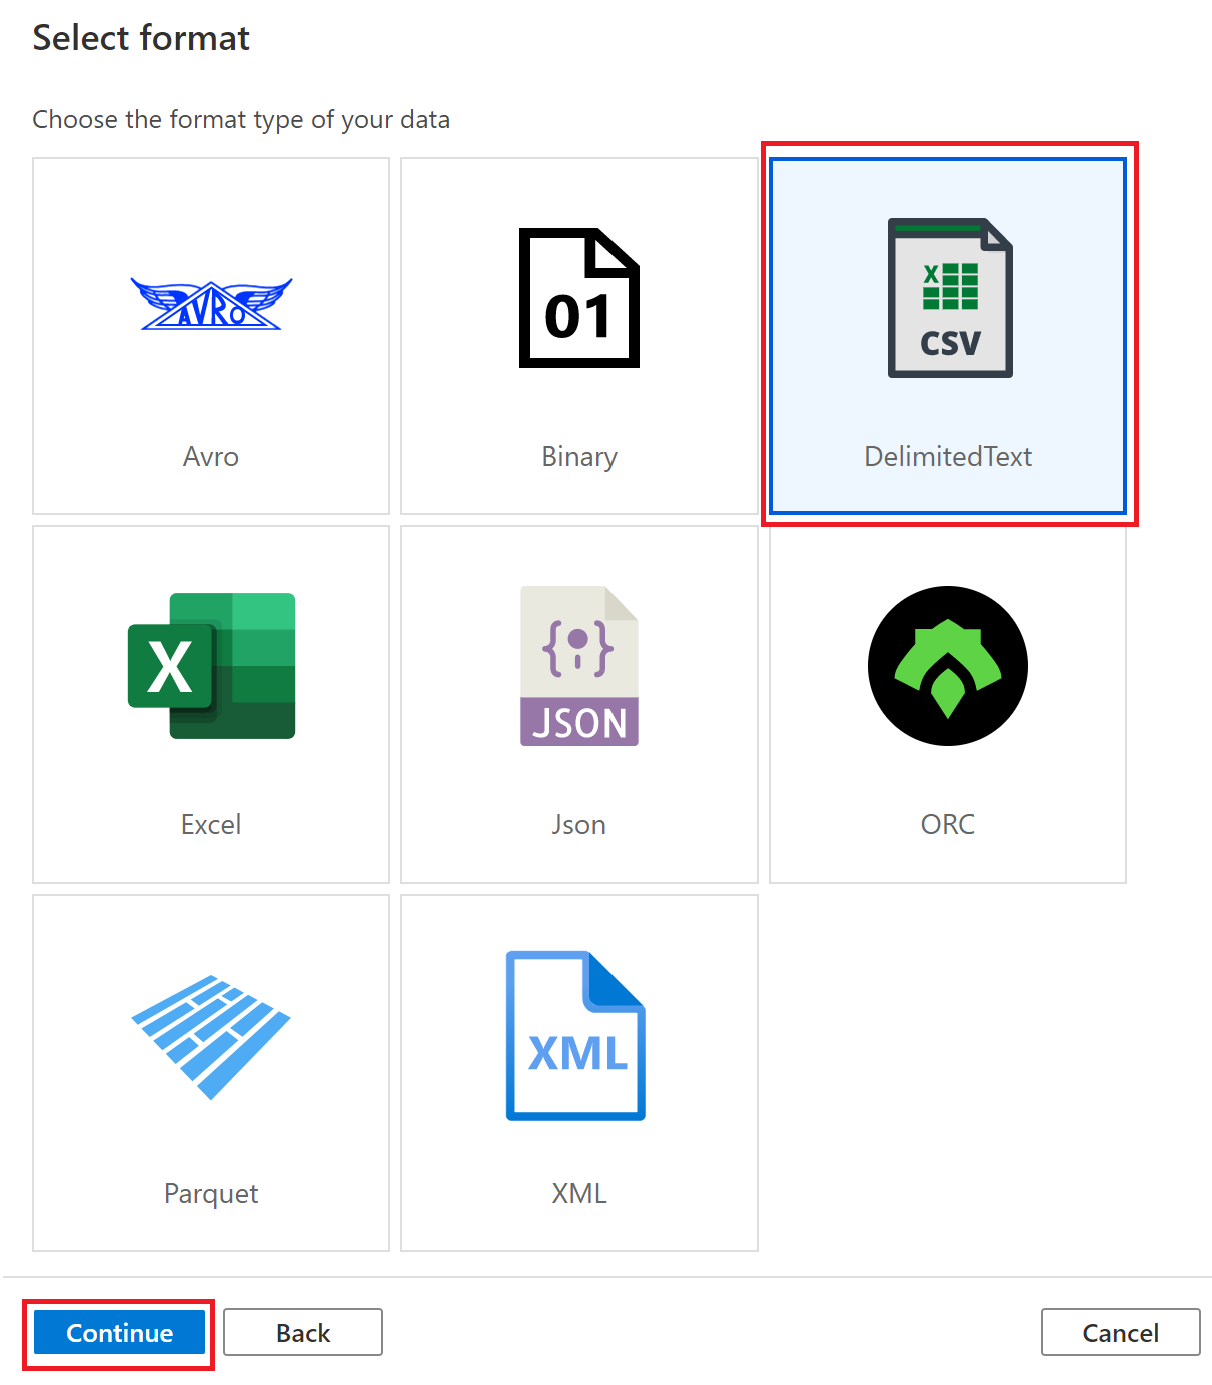 Select format
Choose the format type of your data
AVRO
01
X
CSV
Avro
Binary
DelimitedText
X
JSON
Excel
Json
ORC
XML
Parquet
XML
Continue
Back
Cancel